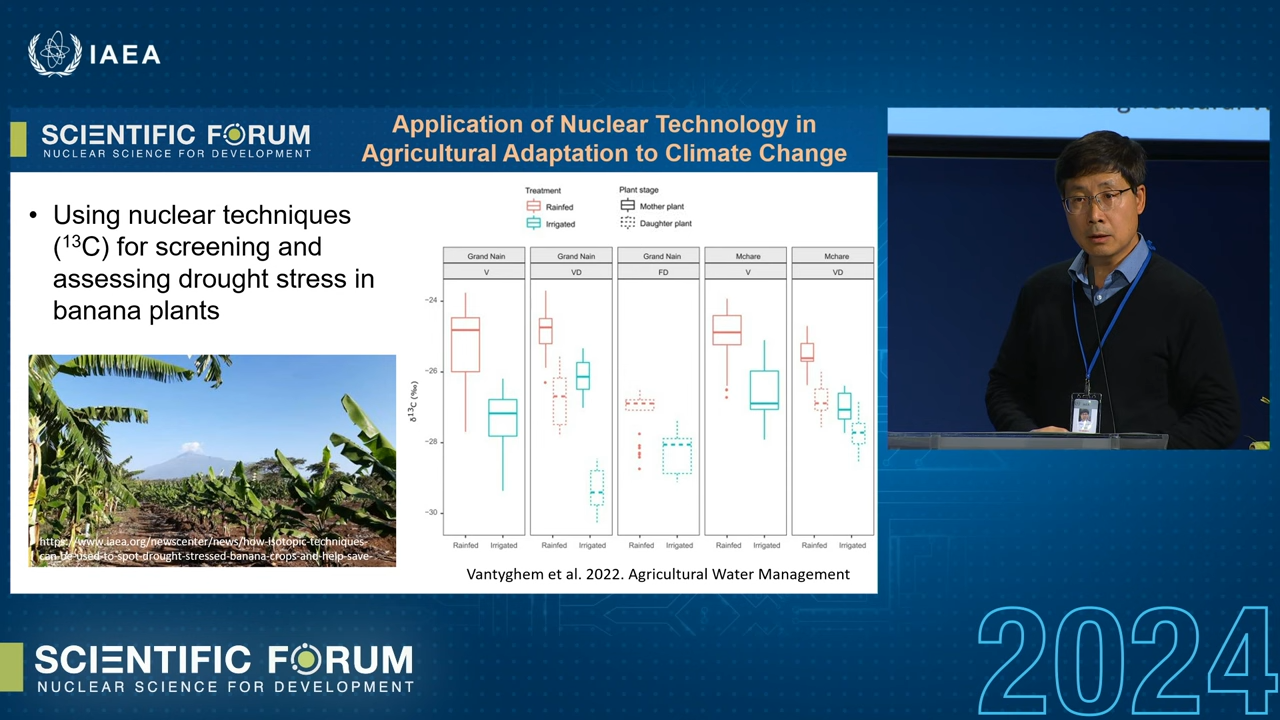 IAEA
SCIENTIFIC FORUM
NUCLEAR SCIENCE FOR DEVELOPMENT
Application of Nuclear Technology in
Agricultural Adaptation to Climate Change
• Using nuclear techniques
(¹³C) for screening and
assessing drought stress in
banana plants
https://www.iaea.org/newscenter/news/how-isotopic-techniques-
can-be-used-to-spot-drought-stressed-banana-crops-and-help-save-
Treatment
Rainfed
Irrigated
Plant stage
Mother plant
Daughter plant
Grand Nain Grand Nain Grand Nain Mchare Mchare
V VD FD V VD
δ¹³C (‰)
−24
−26
−28
−30
Rainfed Irrigated Rainfed Irrigated Rainfed Irrigated Rainfed Irrigated Rainfed Irrigated
Vantyghem et al. 2022. Agricultural Water Management
SCIENTIFIC FORUM
NUCLEAR SCIENCE FOR DEVELOPMENT
2024